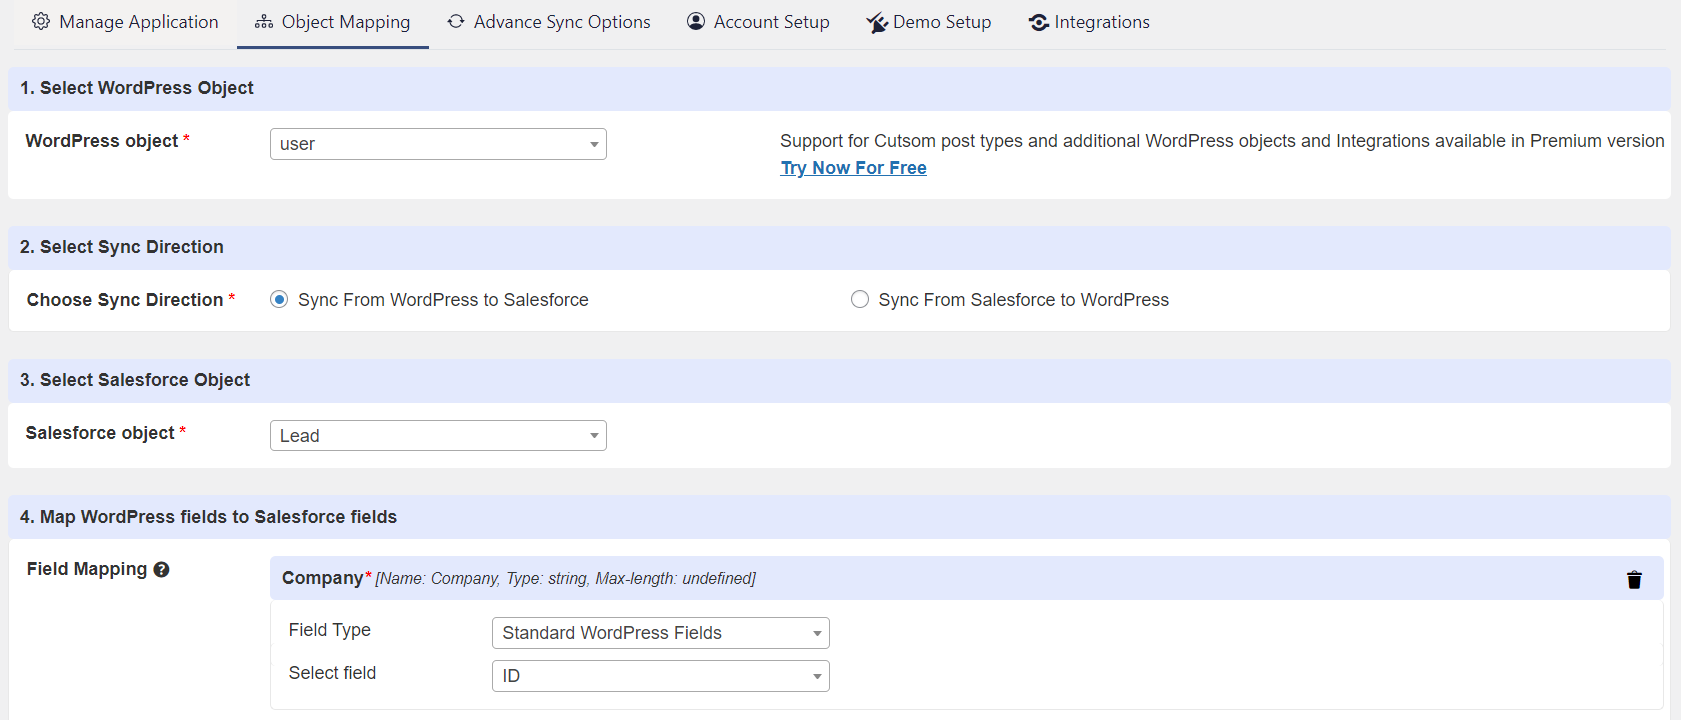 Manage Application Object Mapping Advance Sync Options Account Setup Demo Setup Integrations
1. Select WordPress Object
WordPress object * user Support for Cutsom post types and additional WordPress objects and Integrations available in Premium version
Try Now For Free
2. Select Sync Direction
Choose Sync Direction * Sync From WordPress to Salesforce Sync From Salesforce to WordPress
3. Select Salesforce Object
Salesforce object * Lead
4. Map WordPress fields to Salesforce fields
Field Mapping ? Company* [Name: Company, Type: string, Max-length: undefined]
Field Type Standard WordPress Fields
Select field ID